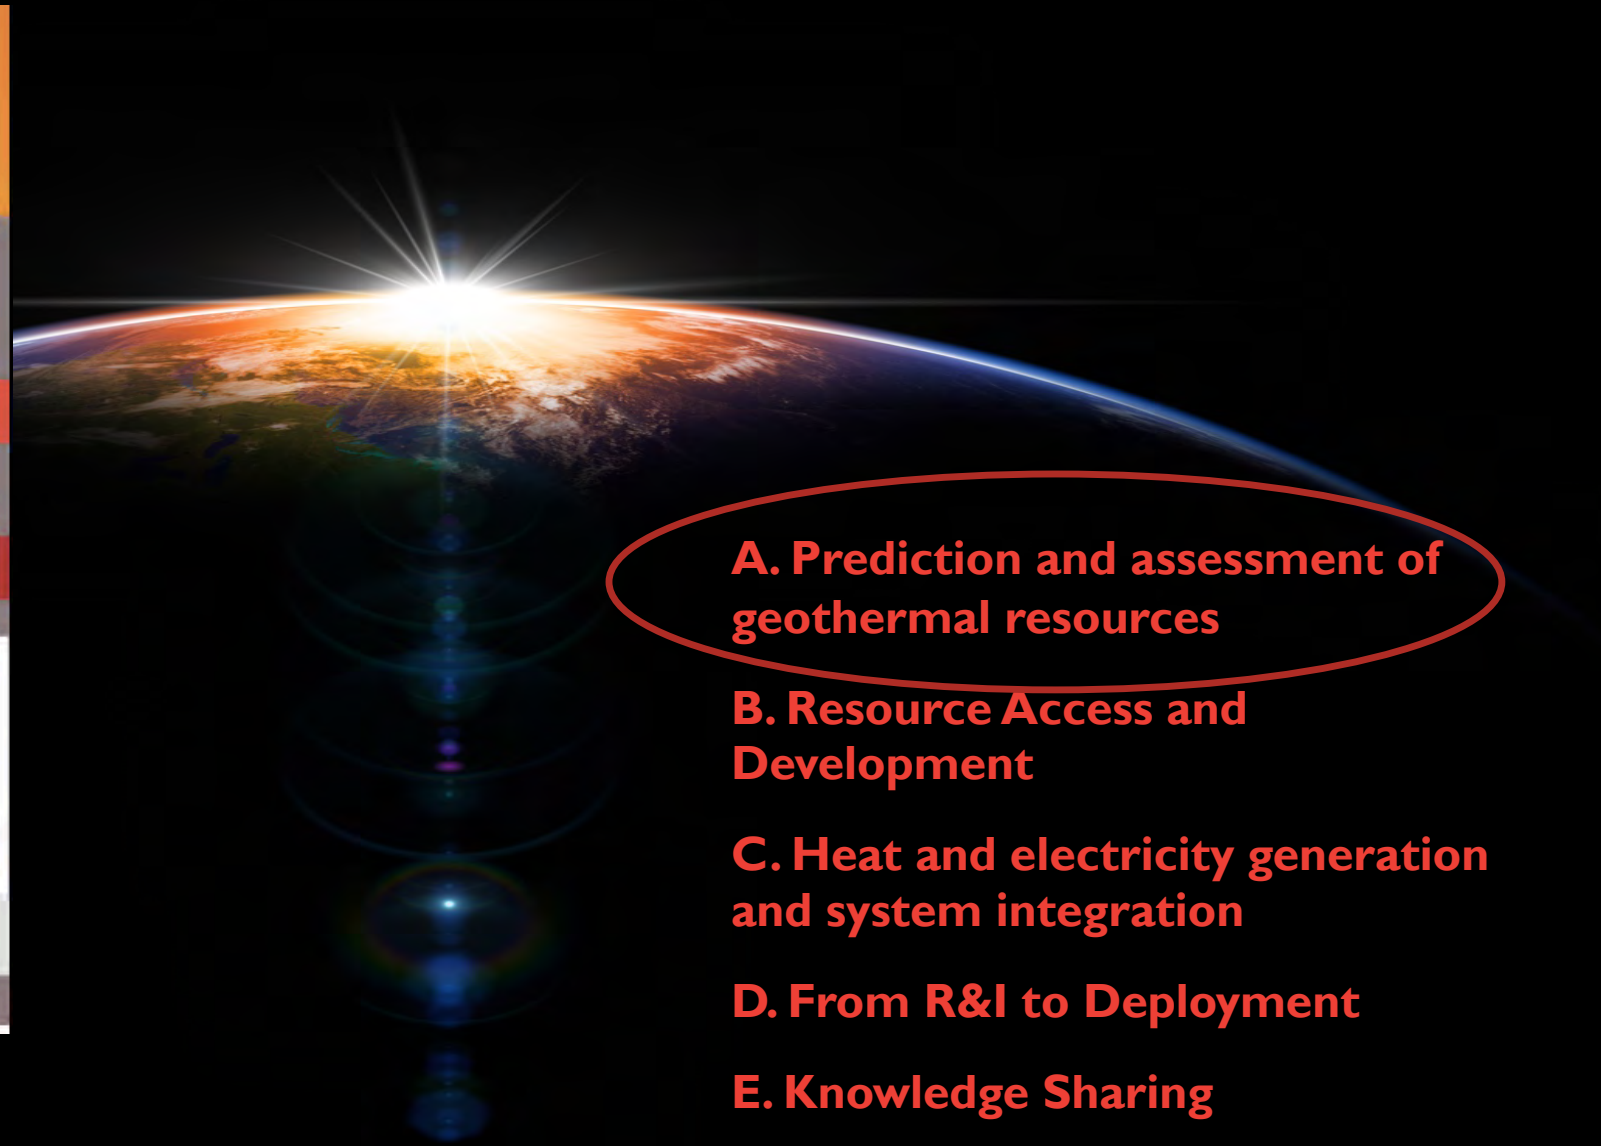 A. Prediction and assessment of
geothermal resources
B. Resource Access and
Development
C. Heat and electricity generation
and system integration
D. From R&I to Deployment
E. Knowledge Sharing